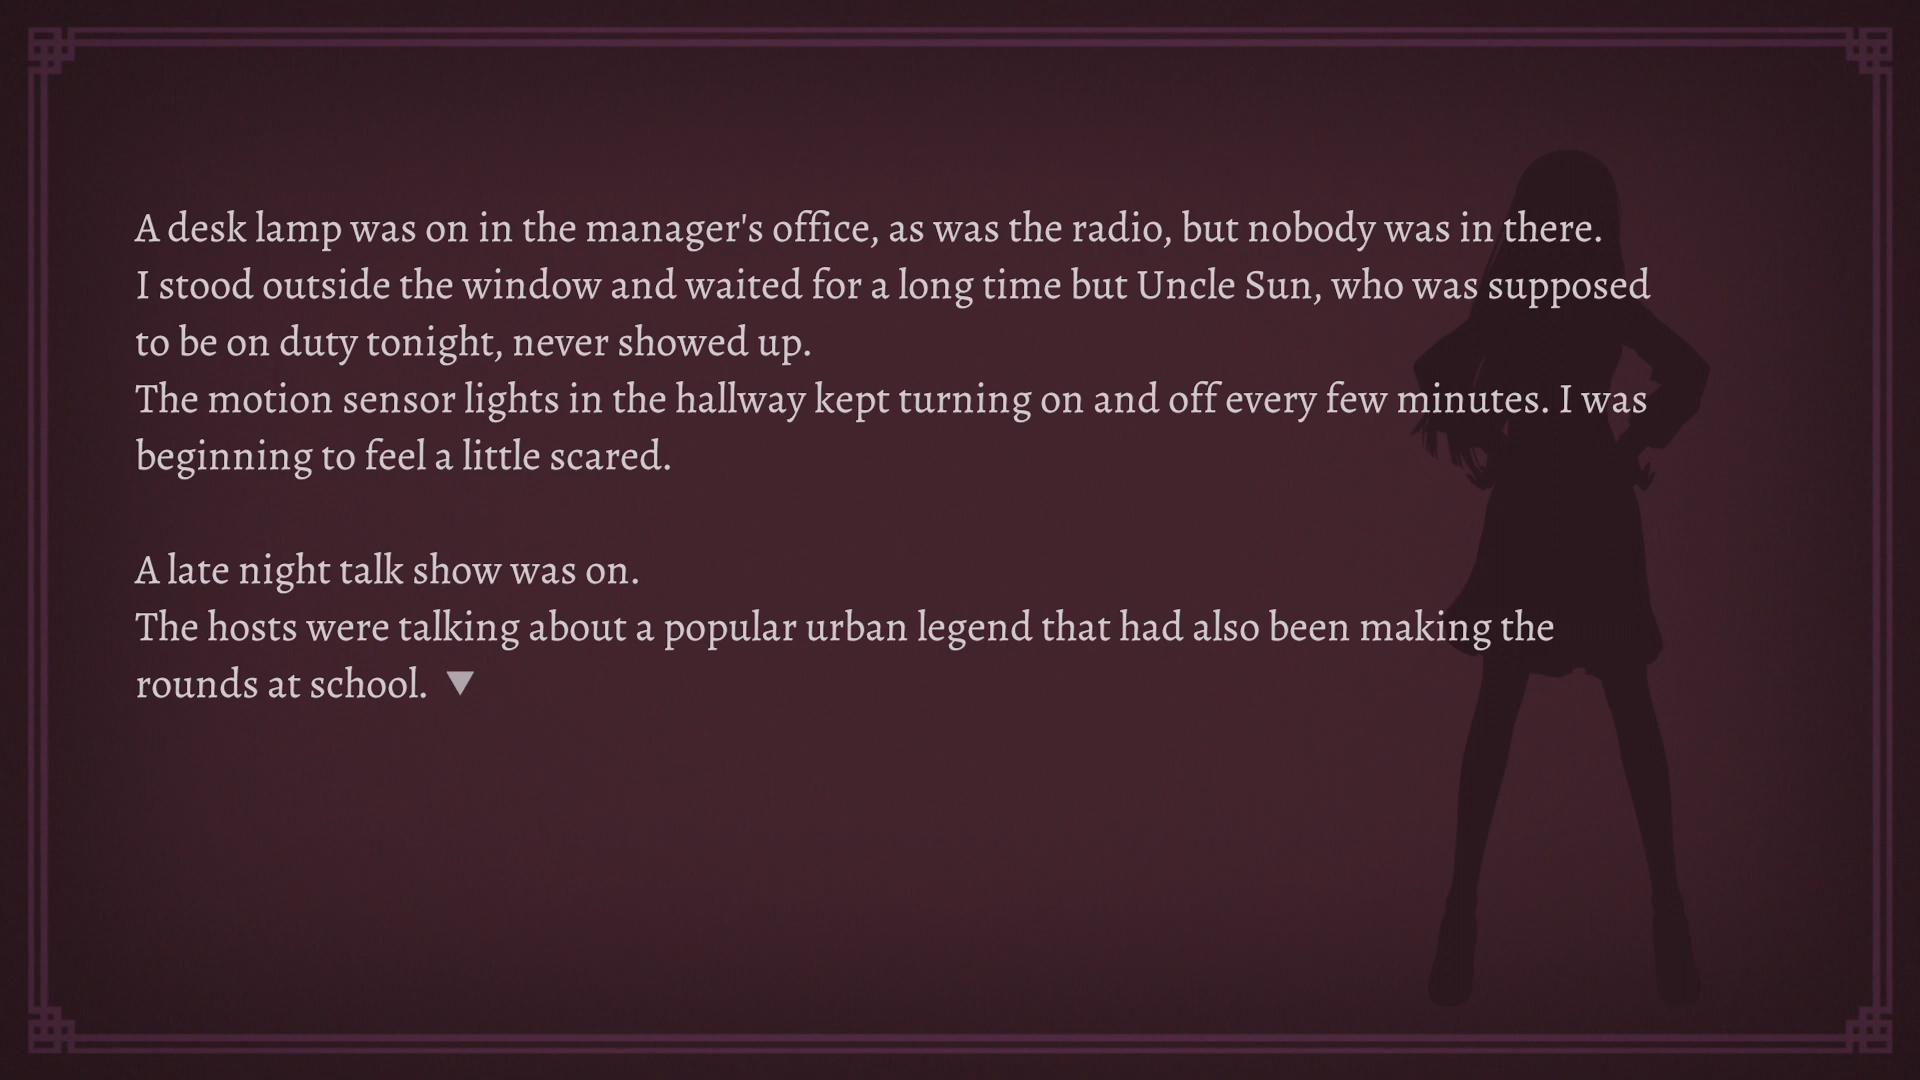 A desk lamp was on in the manager's office, as was the radio, but nobody was in there.
I stood outside the window and waited for a long time but Uncle Sun, who was supposed
to be on duty tonight, never showed up.
The motion sensor lights in the hallway kept turning on and off every few minutes. I was
beginning to feel a little scared.
A late night talk show was on.
The hosts were talking about a popular urban legend that had also been making the
rounds at school.